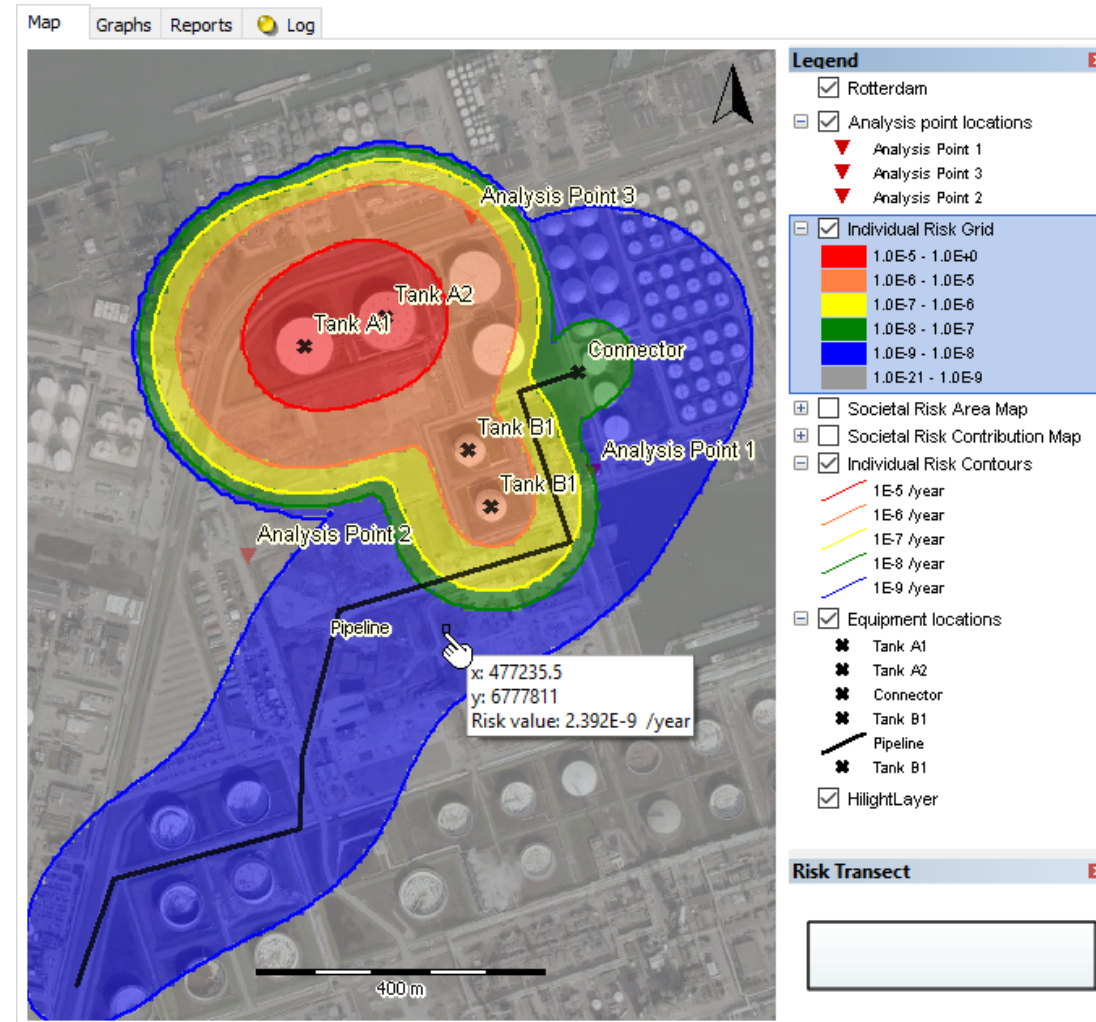 Map Graphs Reports Log
Analysis Point 3
Tank A2
Tank A1
Connector
Tank B1
Analysis Point 1
Tank B1
Analysis Point 2
Pipeline
x: 477235.5
y: 6777811
Risk value: 2.392E-9 /year
400 m
Legend
Rotterdam
Analysis point locations
Analysis Point 1
Analysis Point 3
Analysis Point 2
Individual Risk Grid
1.0E-5 - 1.0E+0
1.0E-6 - 1.0E-5
1.0E-7 - 1.0E-6
1.0E-8 - 1.0E-7
1.0E-9 - 1.0E-8
1.0E-21 - 1.0E-9
Societal Risk Area Map
Societal Risk Contribution Map
Individual Risk Contours
1E-5 /year
1E-6 /year
1E-7 /year
1E-8 /year
1E-9 /year
Equipment locations
Tank A1
Tank A2
Connector
Tank B1
Pipeline
Tank B1
HilightLayer
Risk Transect